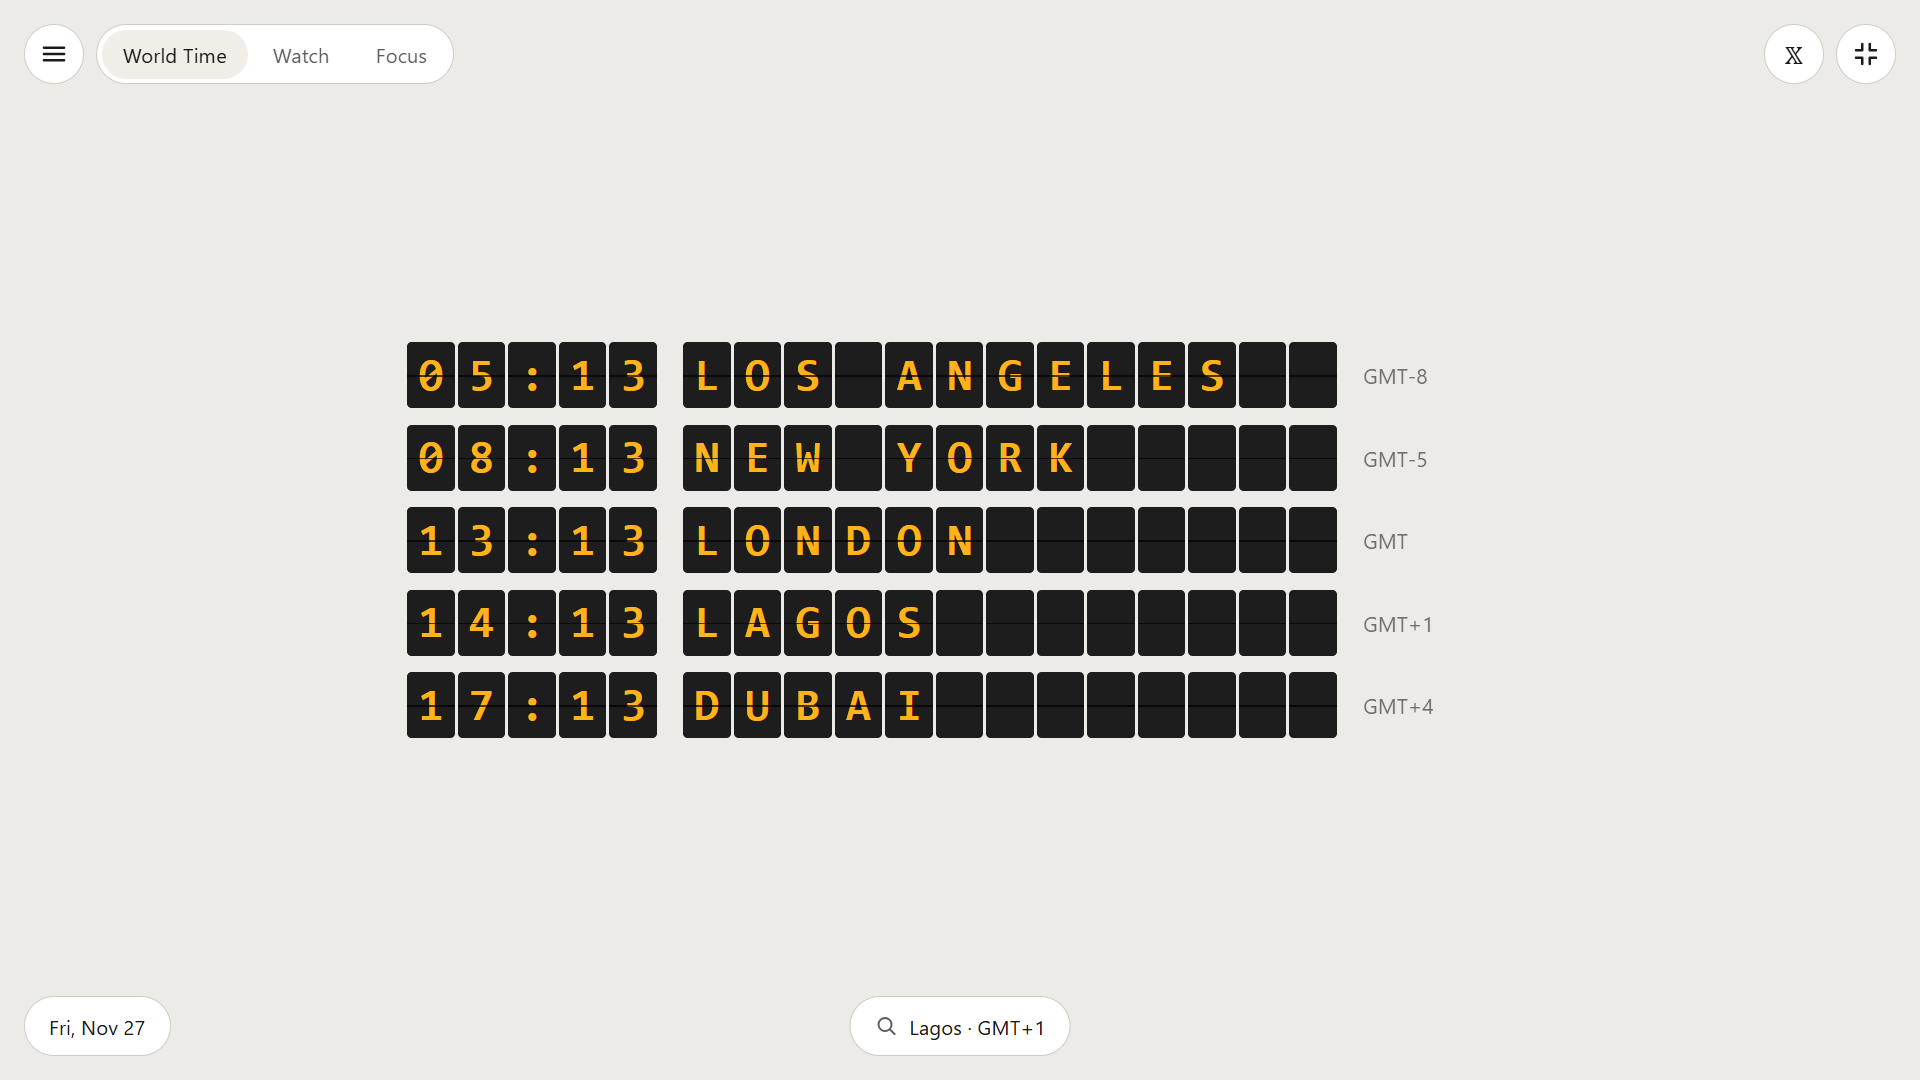 World Time Watch Focus 𝕏
05:13 LOS ANGELES GMT-8
08:13 NEW YORK GMT-5
13:13 LONDON GMT
14:13 LAGOS GMT+1
17:13 DUBAI GMT+4
Fri, Nov 27 Lagos · GMT+1